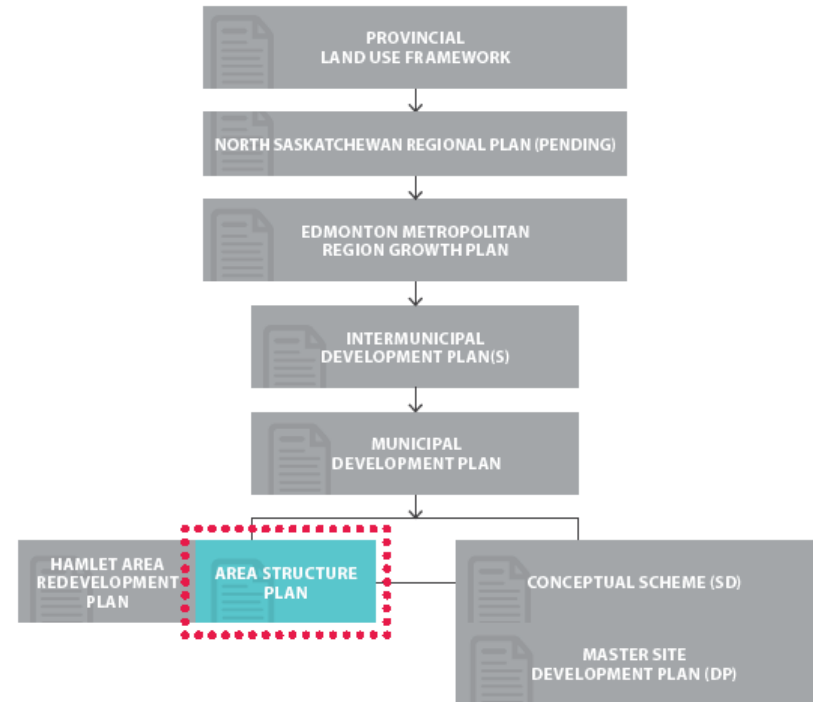 PROVINCIAL
LAND USE FRAMEWORK
NORTH SASKATCHEWAN REGIONAL PLAN (PENDING)
EDMONTON METROPOLITAN
REGION GROWTH PLAN
INTERMUNICIPAL
DEVELOPMENT PLAN(S)
MUNICIPAL
DEVELOPMENT PLAN
HAMLET AREA
REDEVELOPMENT
PLAN
AREA STRUCTURE
PLAN
CONCEPTUAL SCHEME (SD)
MASTER SITE
DEVELOPMENT PLAN (DP)